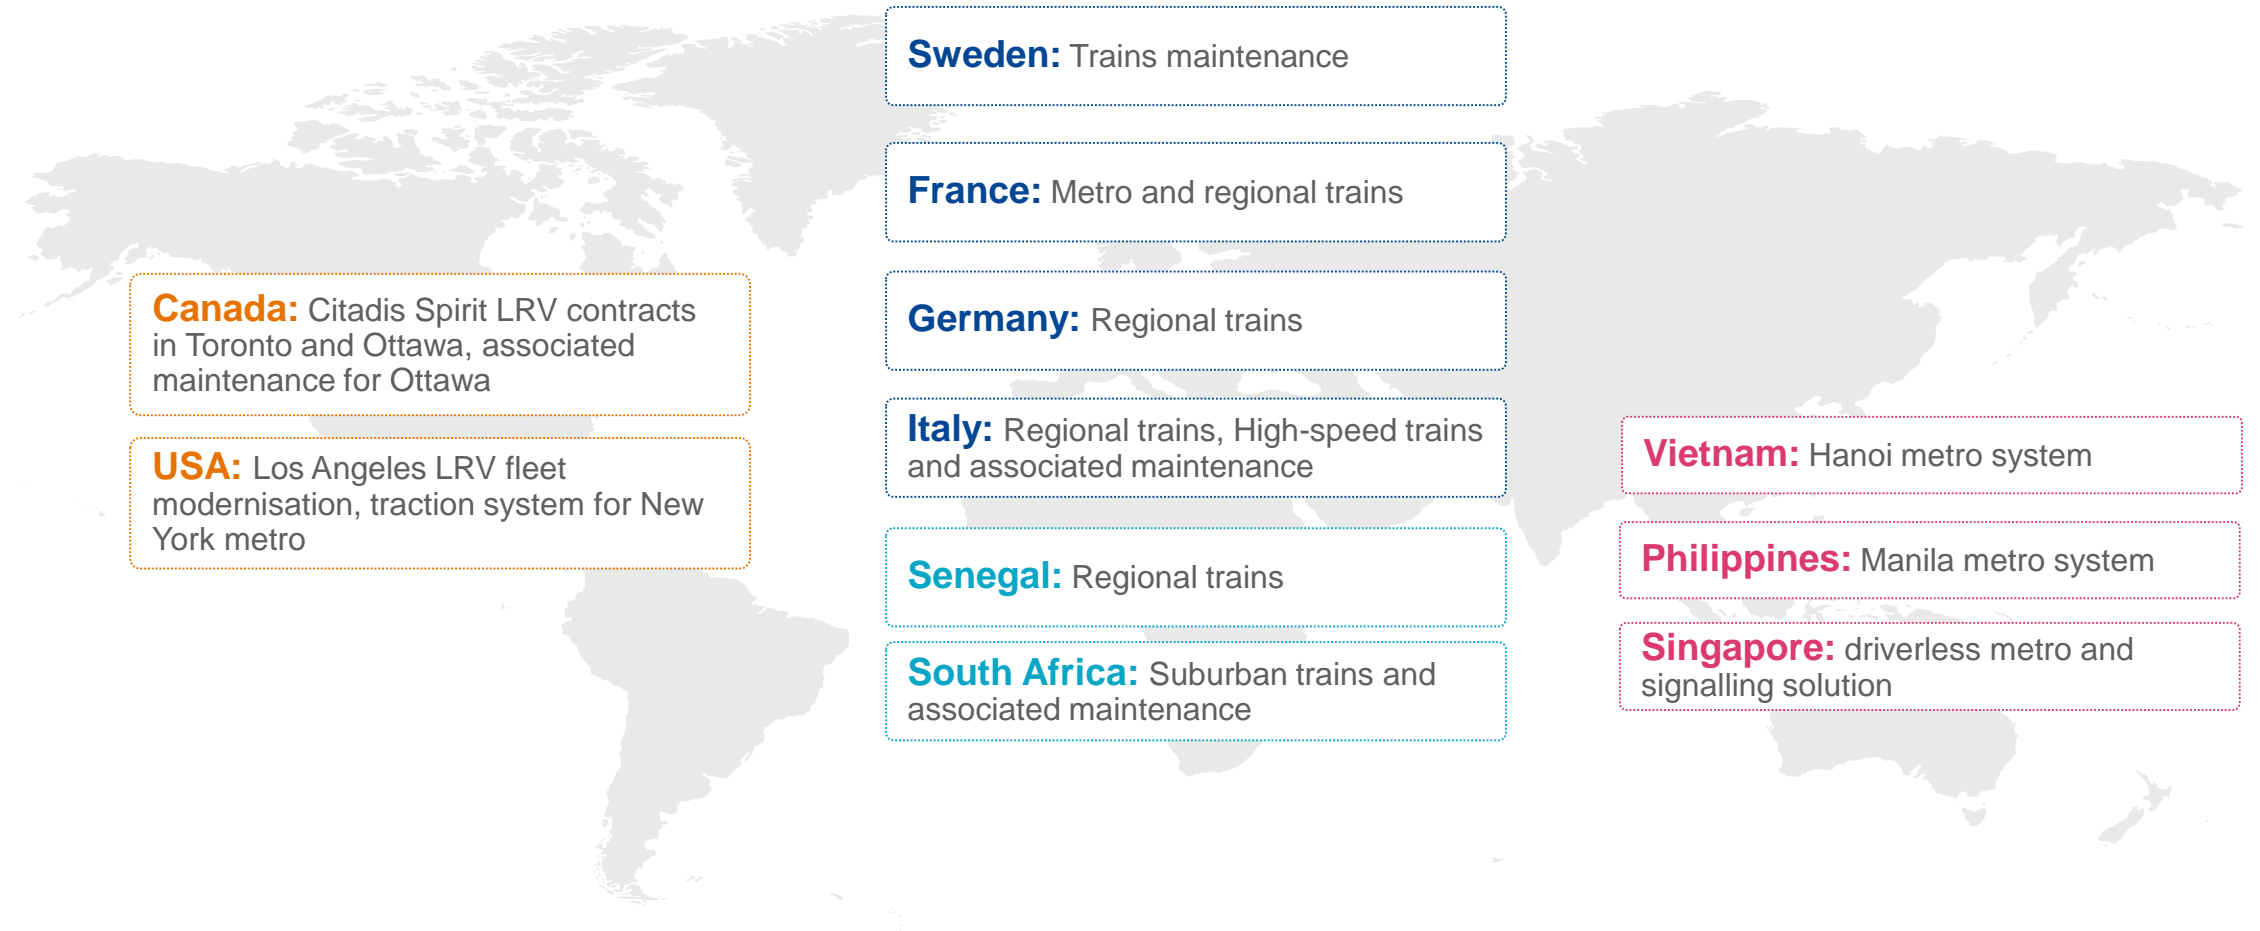 Sweden: Trains maintenance
France: Metro and regional trains
Germany: Regional trains
Italy: Regional trains, High-speed trains
and associated maintenance
Senegal: Regional trains
South Africa: Suburban trains and
associated maintenance
Canada: Citadis Spirit LRV contracts
in Toronto and Ottawa, associated
maintenance for Ottawa
USA: Los Angeles LRV fleet
modernisation, traction system for New
York metro
Vietnam: Hanoi metro system
Philippines: Manila metro system
Singapore: driverless metro and
signalling solution